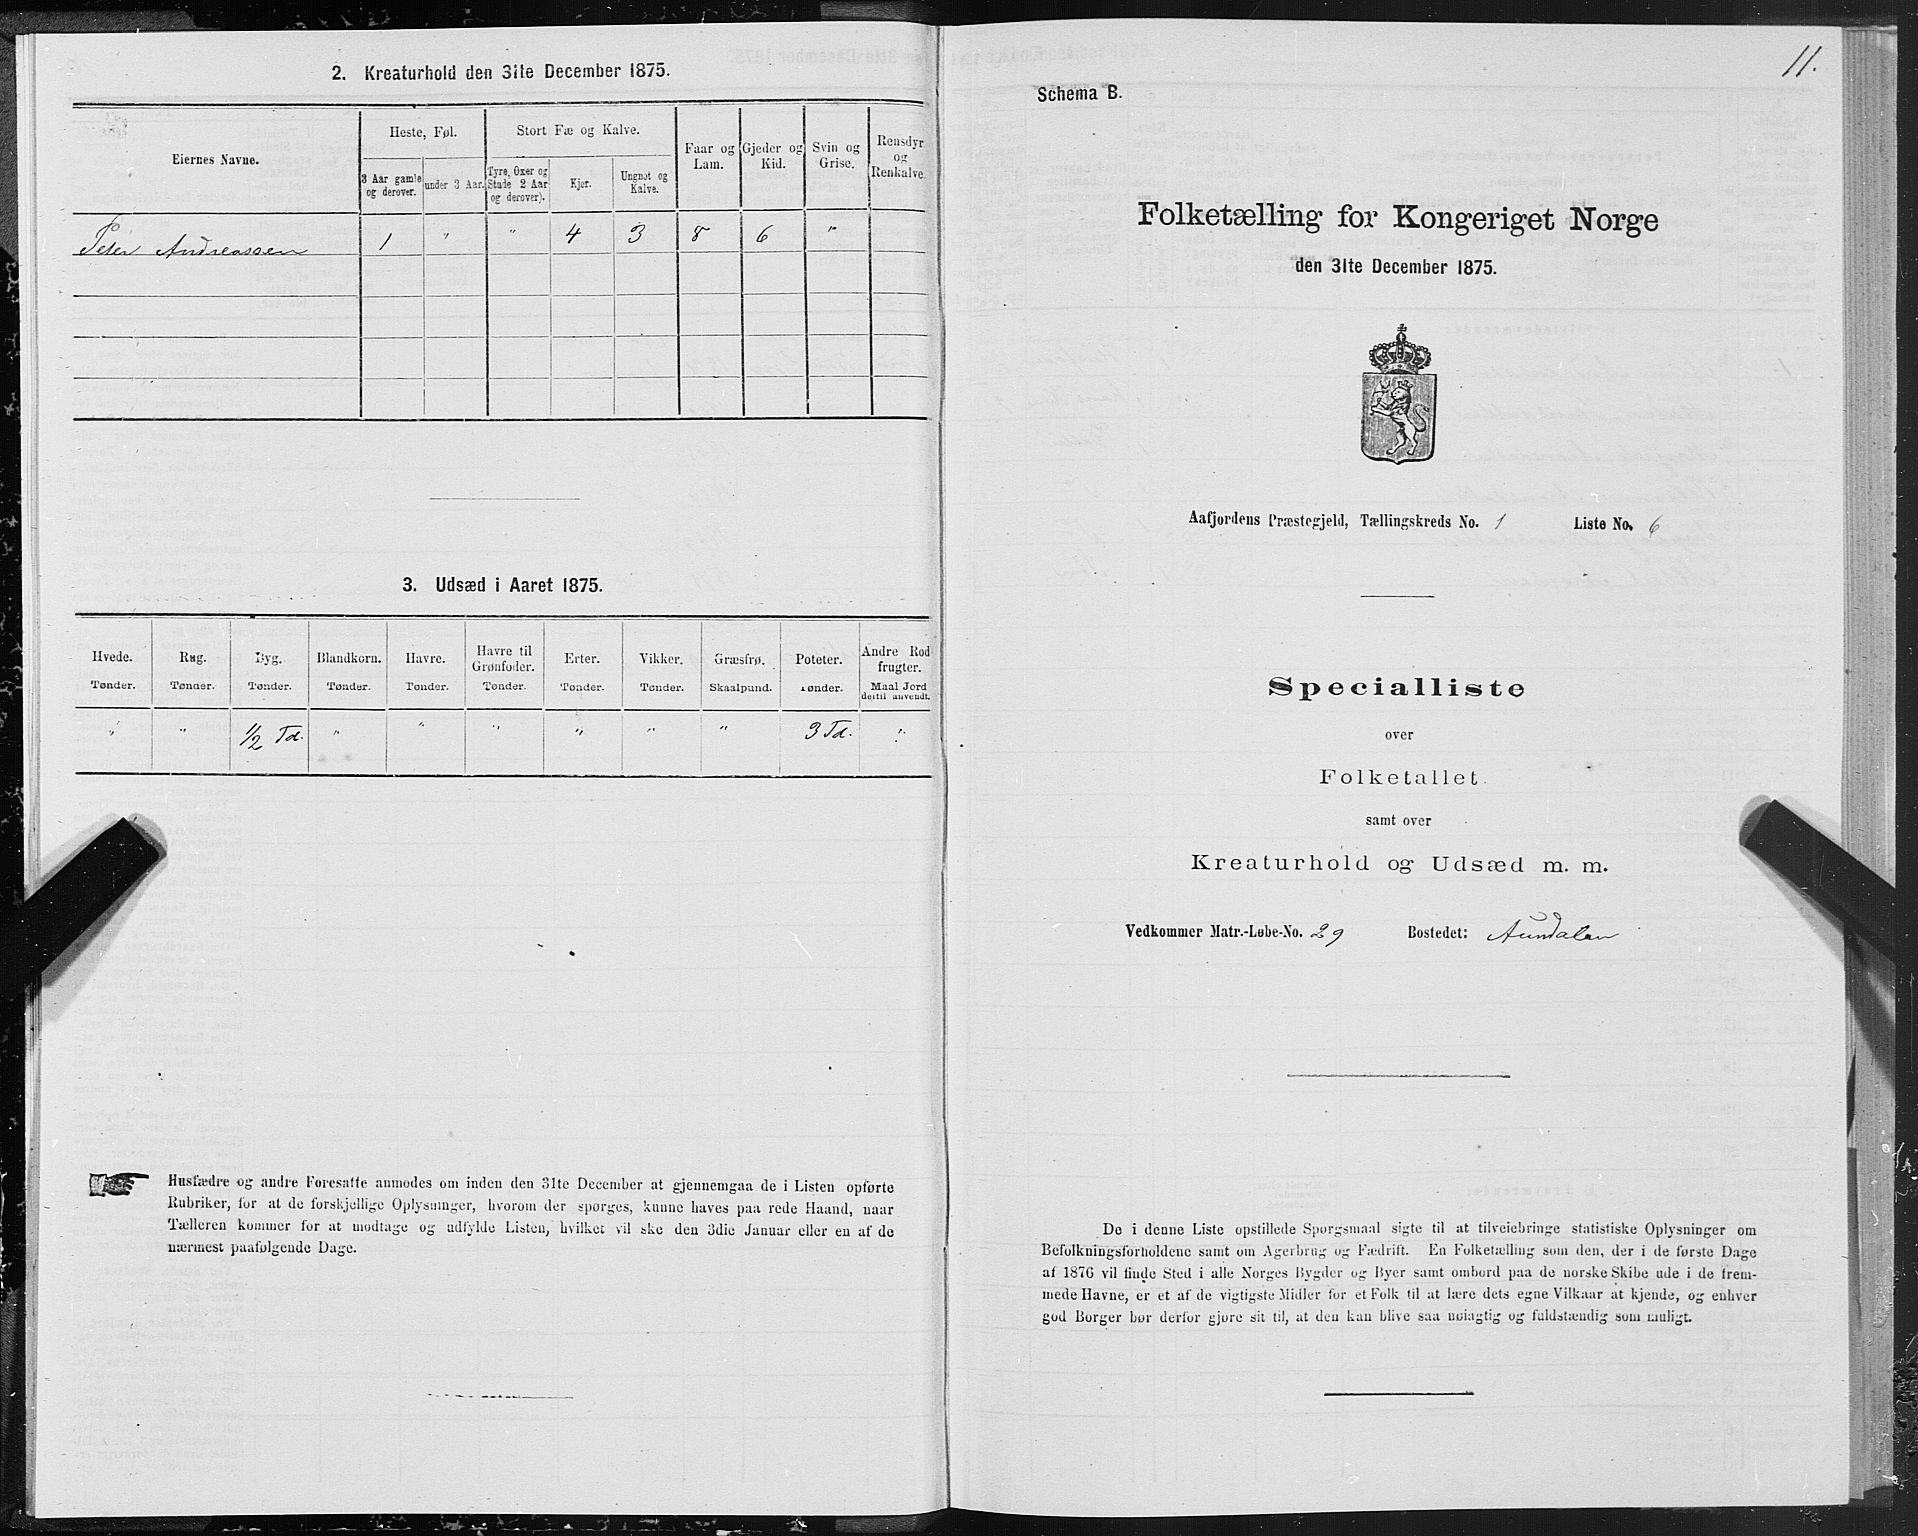 2. Kreaturhold den 31te December 1875.
Eiernes Navne.
Heste, Føl.
Stort Fæ og Kalve.
Faar og Lam.
Gjeder og Kid.
Svin og Grise.
Rensdyr og Renkalve.
3 Aar gamle og derover.
under 3 Aar.
Tyre, Oxer og Stude 2 Aar og derover).
Kjør.
Ungnøt og Kalve.
Peter Andreassen 1 " " 4 3 8 6 "
3. Udsæd i Aaret 1875.
Hvede. Rug. Byg. Blandkorn. Havre. Havre til Grønfoder. Erter. Vikker. Græsfrø. Poteter. Andre Rodfrugter.
Tønder. Tønder. Tønder. Tønder. Tønder. Tønder. Tønder. Tønder. Skaalpund. Tønder. Maal Jord dertil anvendt.
" " 1/2 Td. " " " " " " 3 Td. "
Husfædre og andre Foresatte anmodes om inden den 31te December at gjennemgaa de i Listen opførte
Rubriker, for at de forskjellige Oplysninger, hvorom der spørges, kunne haves paa rede Haand, naar
Tælleren kommer for at modtage og udfylde Listen, hvilket vil ske den 3die Januar eller en af de
nærmest paafølgende Dage.
11.
Schema B.
Folketælling for Kongeriget Norge
den 31te December 1875.
Aafjordens Præstegjeld, Tællingskreds No. 1 Liste No. 6
Specialliste
over
Folketallet
samt over
Kreaturhold og Udsæd m. m.
Vedkommer Matr.-Løbe-No. 29 Bostedet: Aundalen
De i denne Liste opstillede Spørgsmaal sigte til at tilveiebringe statistiske Oplysninger om
Befolkningsforholdene samt om Agerbrug og Fædrift. En Folketælling som den, der i de første Dage
af 1876 vil finde Sted i alle Norges Bygder og Byer samt ombord paa de norske Skibe ude i de frem-
mede Havne, er et af de vigtigste Midler for et Folk til at lære dets egne Vilkaar at kjende, og enhver
god Borger bør derfor gjøre sit til, at den kan blive saa nøiagtig og fuldstændig som muligt.